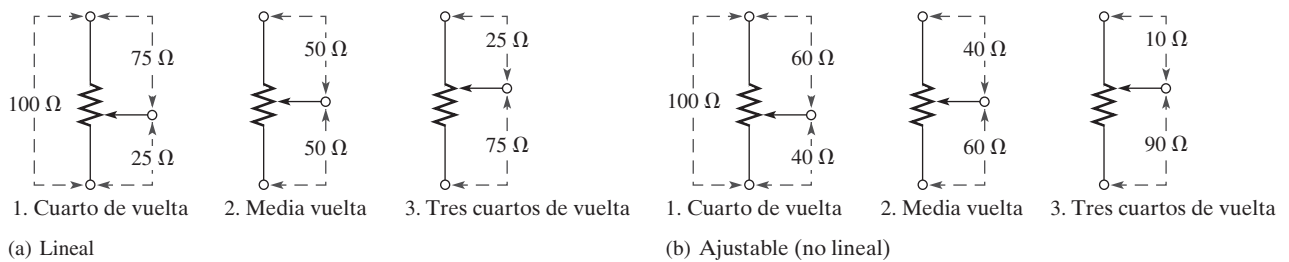 75 Ω
100 Ω
25 Ω
1. Cuarto de vuelta
50 Ω
50 Ω
2. Media vuelta
25 Ω
75 Ω
3. Tres cuartos de vuelta
(a) Lineal
60 Ω
100 Ω
40 Ω
1. Cuarto de vuelta
40 Ω
60 Ω
2. Media vuelta
10 Ω
90 Ω
3. Tres cuartos de vuelta
(b) Ajustable (no lineal)